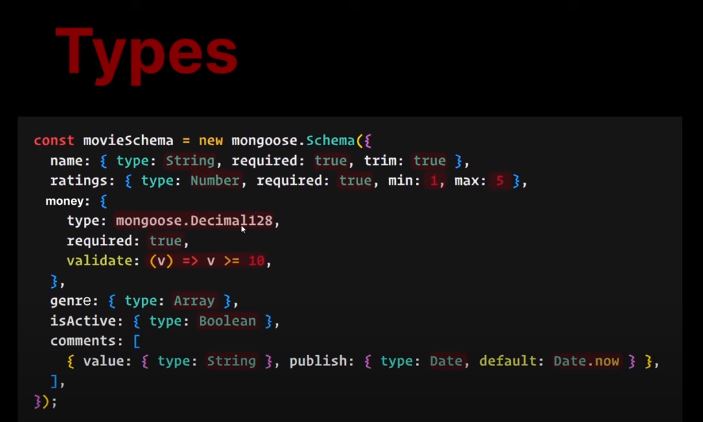 Types
const movieSchema = new mongoose.Schema({
name: { type: String, required: true, trim: true },
ratings: { type: Number, required: true, min: 1, max: 5 },
money: {
type: mongoose.Decimal128,
required: true,
validate: (v) => v >= 10,
},
genre: { type: Array },
isActive: { type: Boolean },
comments: [
{ value: { type: String }, publish: { type: Date, default: Date.now } },
],
});